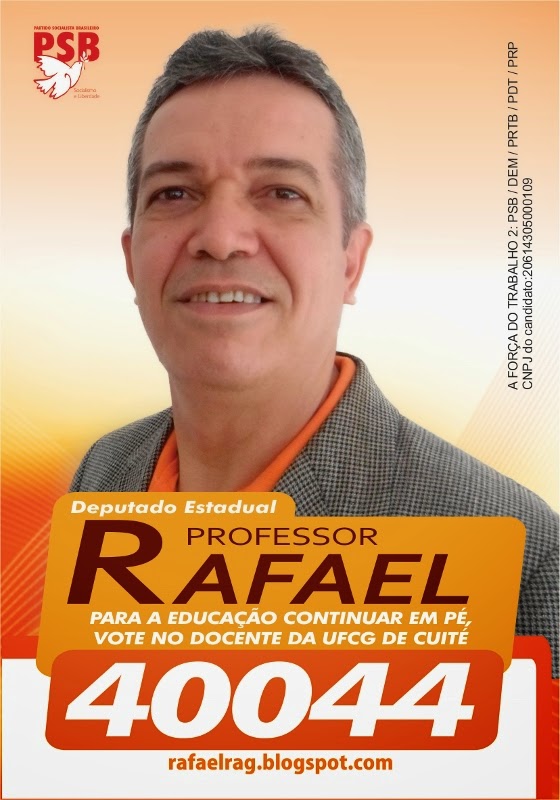 PARTIDO SOCIALISTA BRASILEIRO
PSB
Socialismo
e Liberdade
A FORÇA DO TRABALHO 2: PSB / DEM / PRTB / PDT / PRP
CNPJ do candidato:20614305000109
Deputado Estadual
PROFESSOR
RAFAEL
PARA A EDUCAÇÃO CONTINUAR EM PÉ,
VOTE NO DOCENTE DA UFCG DE CUITÉ
40044
rafaelrag.blogspot.com